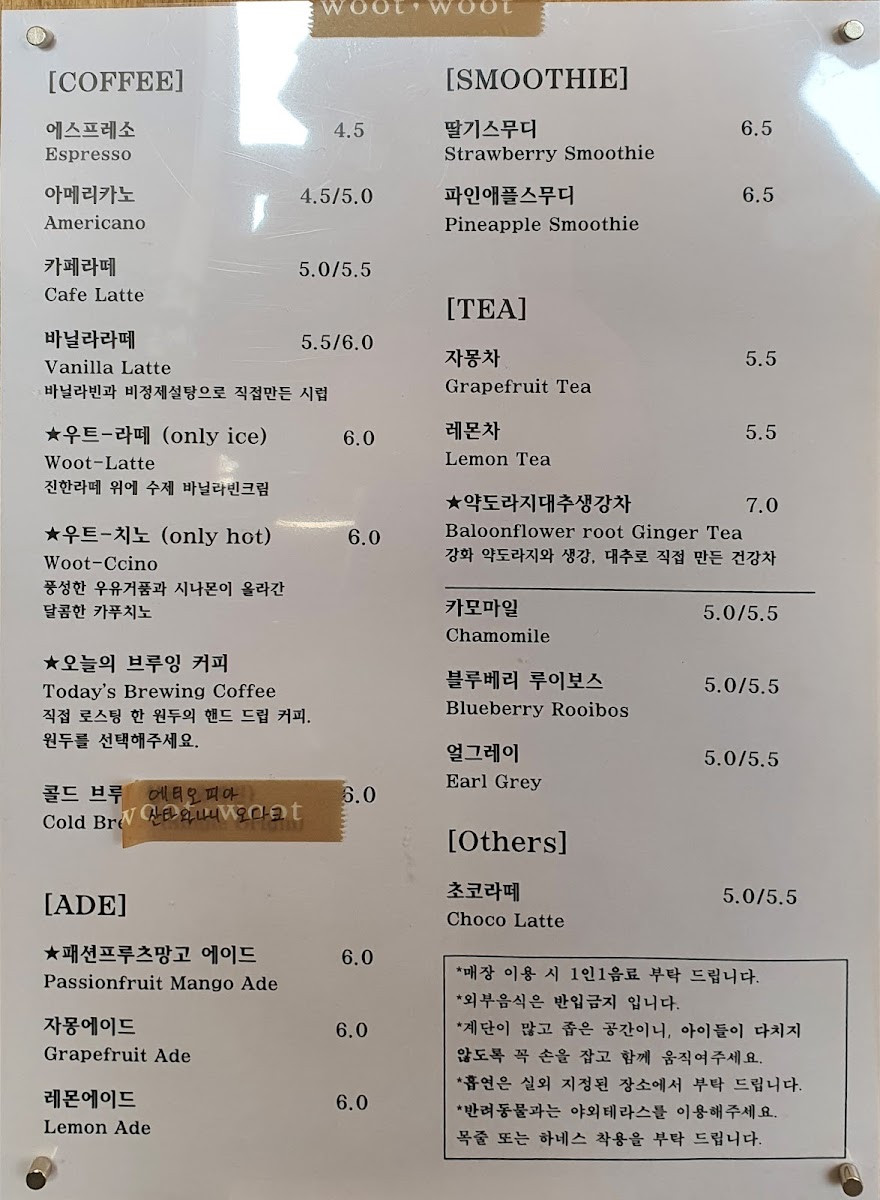 woot·woot
[COFFEE]
에스프레소 4.5
Espresso
아메리카노 4.5/5.0
Americano
카페라떼 5.0/5.5
Cafe Latte
바닐라라떼 5.5/6.0
Vanilla Latte
바닐라빈과 비정제설탕으로 직접만든 시럽
★우트-라떼 (only ice) 6.0
Woot-Latte
진한라떼 위에 수제 바닐라빈크림
★우트-치노 (only hot) 6.0
Woot-Ccino
풍성한 우유거품과 시나몬이 올라간
달콤한 카푸치노
★오늘의 브루잉 커피
Today's Brewing Coffee
직접 로스팅 한 원두의 핸드 드립 커피.
원두를 선택해주세요.
콜드 브루 6.0
Cold Bre
에티오피아
woot·woot
[ADE]
★패션프루츠망고 에이드 6.0
Passionfruit Mango Ade
자몽에이드 6.0
Grapefruit Ade
레몬에이드 6.0
Lemon Ade
[SMOOTHIE]
딸기스무디 6.5
Strawberry Smoothie
파인애플스무디 6.5
Pineapple Smoothie
[TEA]
자몽차 5.5
Grapefruit Tea
레몬차 5.5
Lemon Tea
★약도라지대추생강차 7.0
Baloonflower root Ginger Tea
강화 약도라지와 생강, 대추로 직접 만든 건강차
카모마일 5.0/5.5
Chamomile
블루베리 루이보스 5.0/5.5
Blueberry Rooibos
얼그레이 5.0/5.5
Earl Grey
[Others]
초코라떼 5.0/5.5
Choco Latte
*매장 이용 시 1인1음료 부탁 드립니다.
*외부음식은 반입금지 입니다.
*계단이 많고 좁은 공간이니, 아이들이 다치지
않도록 꼭 손을 잡고 함께 움직여주세요.
*흡연은 실외 지정된 장소에서 부탁 드립니다.
*반려동물과는 야외테라스를 이용해주세요.
목줄 또는 하네스 착용을 부탁 드립니다.